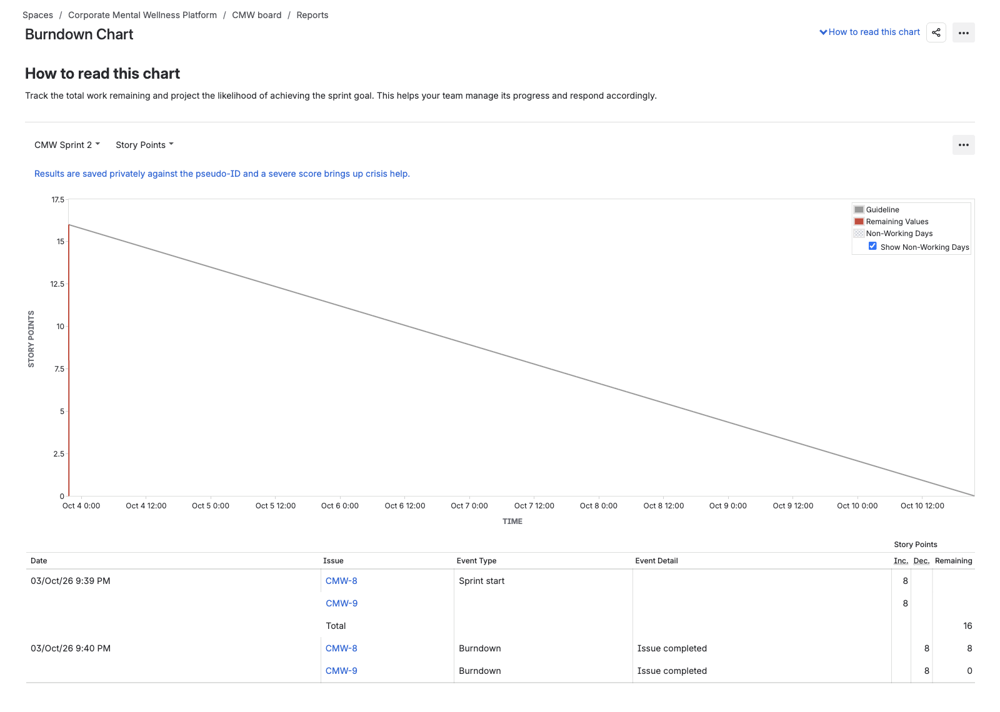 Spaces / Corporate Mental Wellness Platform / CMW board / Reports
Burndown Chart
How to read this chart
How to read this chart
Track the total work remaining and project the likelihood of achieving the sprint goal. This helps your team manage its progress and respond accordingly.
CMW Sprint 2
Story Points
Results are saved privately against the pseudo-ID and a severe score brings up crisis help.
17.5
15
12.5
10
7.5
5
2.5
0
STORY POINTS
Guideline
Remaining Values
Non-Working Days
Show Non-Working Days
Oct 4 0:00 Oct 4 12:00 Oct 5 0:00 Oct 5 12:00 Oct 6 0:00 Oct 6 12:00 Oct 7 0:00 Oct 7 12:00 Oct 8 0:00 Oct 8 12:00 Oct 9 0:00 Oct 9 12:00 Oct 10 0:00 Oct 10 12:00
TIME
Story Points
Date Issue Event Type Event Detail Inc. Dec. Remaining
03/Oct/26 9:39 PM CMW-8 Sprint start 8
CMW-9 8
Total 16
03/Oct/26 9:40 PM CMW-8 Burndown Issue completed 8 8
CMW-9 Burndown Issue completed 8 0